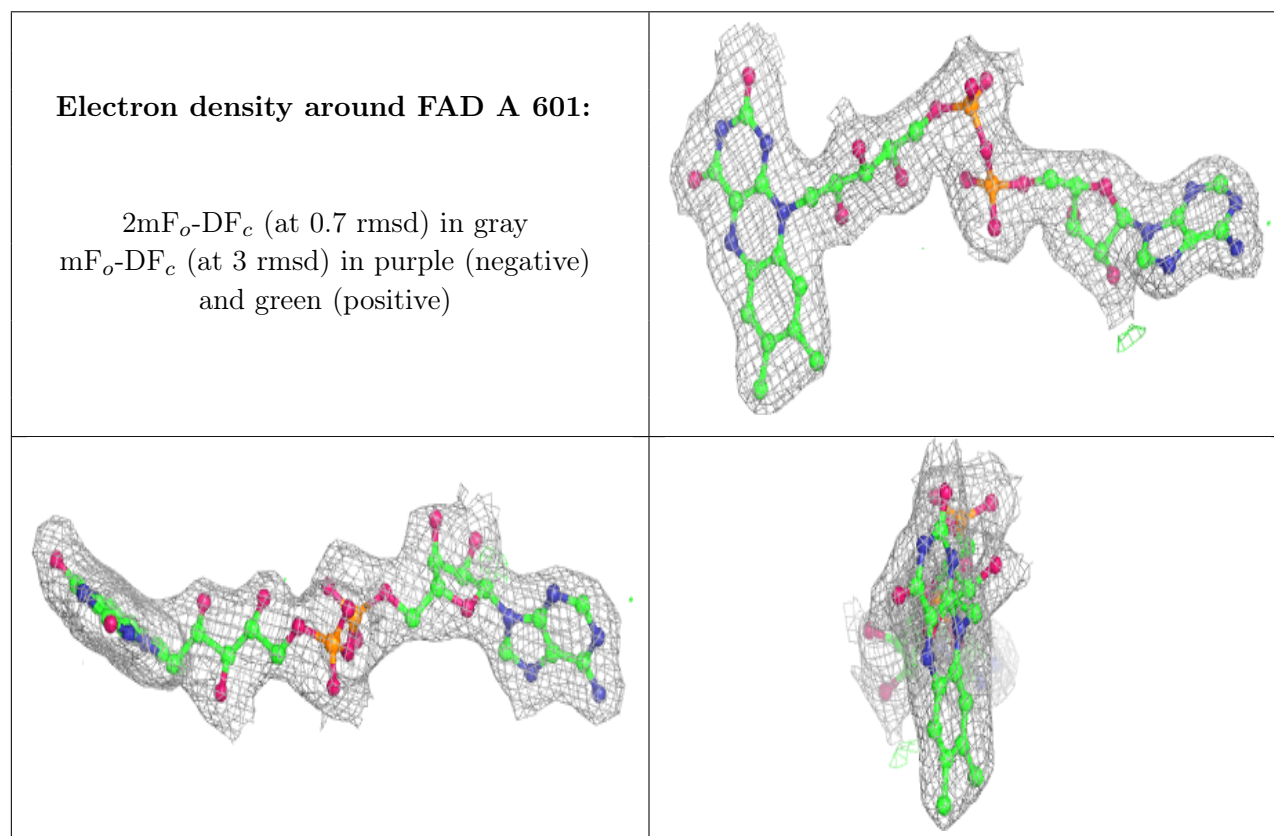 Electron density around FAD A 601:
2mFₒ-DF𝒸 (at 0.7 rmsd) in gray
mFₒ-DF𝒸 (at 3 rmsd) in purple (negative)
and green (positive)